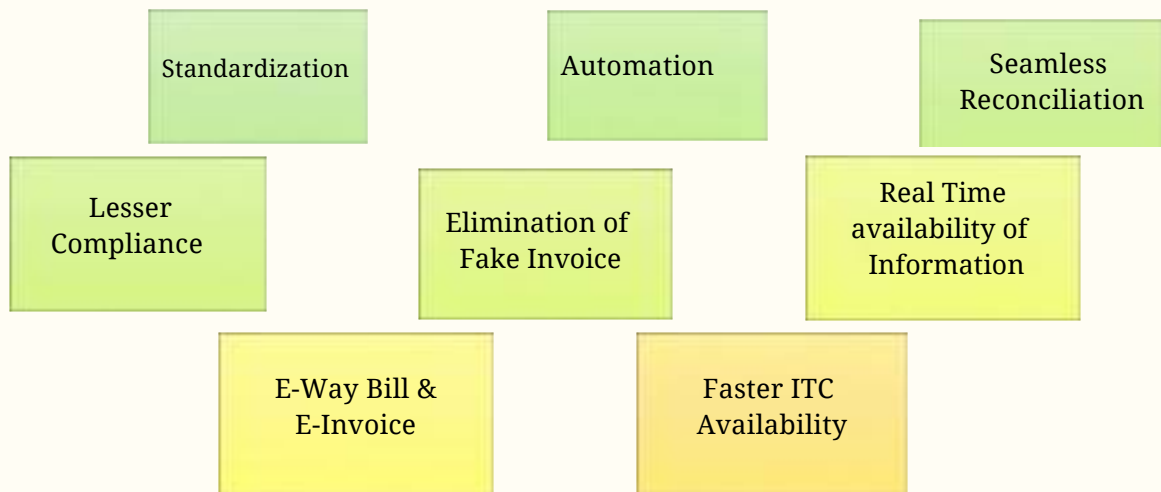 Standardization
Automation
Seamless
Reconciliation
Lesser
Compliance
Elimination of
Fake Invoice
Real Time
availability of
Information
E-Way Bill &
E-Invoice
Faster ITC
Availability